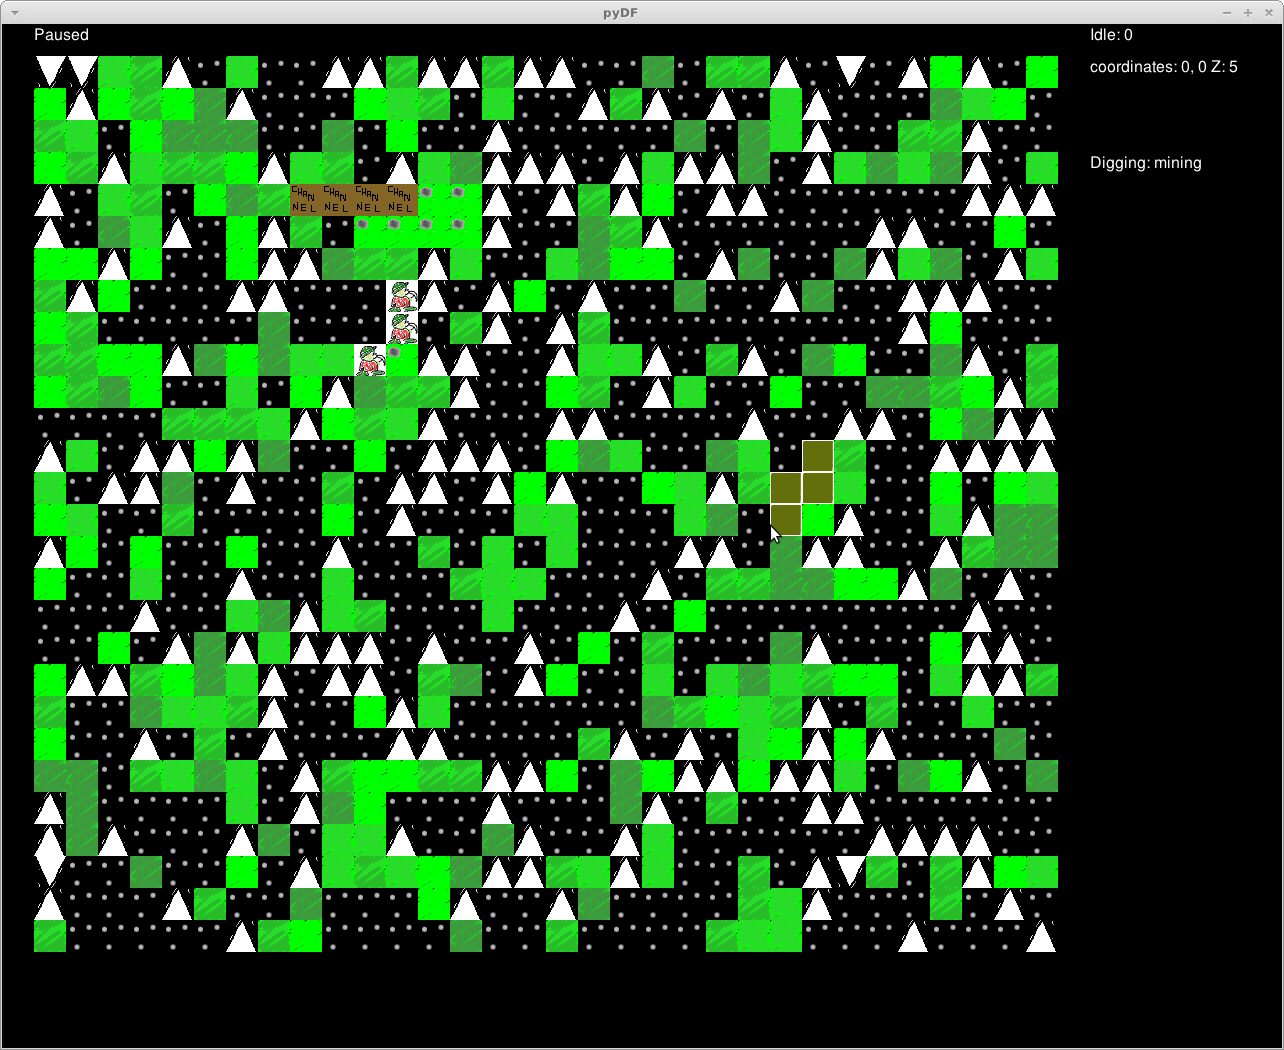 pyDF
Paused
Idle: 0
coordinates: 0, 0 Z: 5
Digging: mining
CHAN CHAN CHAN CHAN
NEL NEL NEL NEL